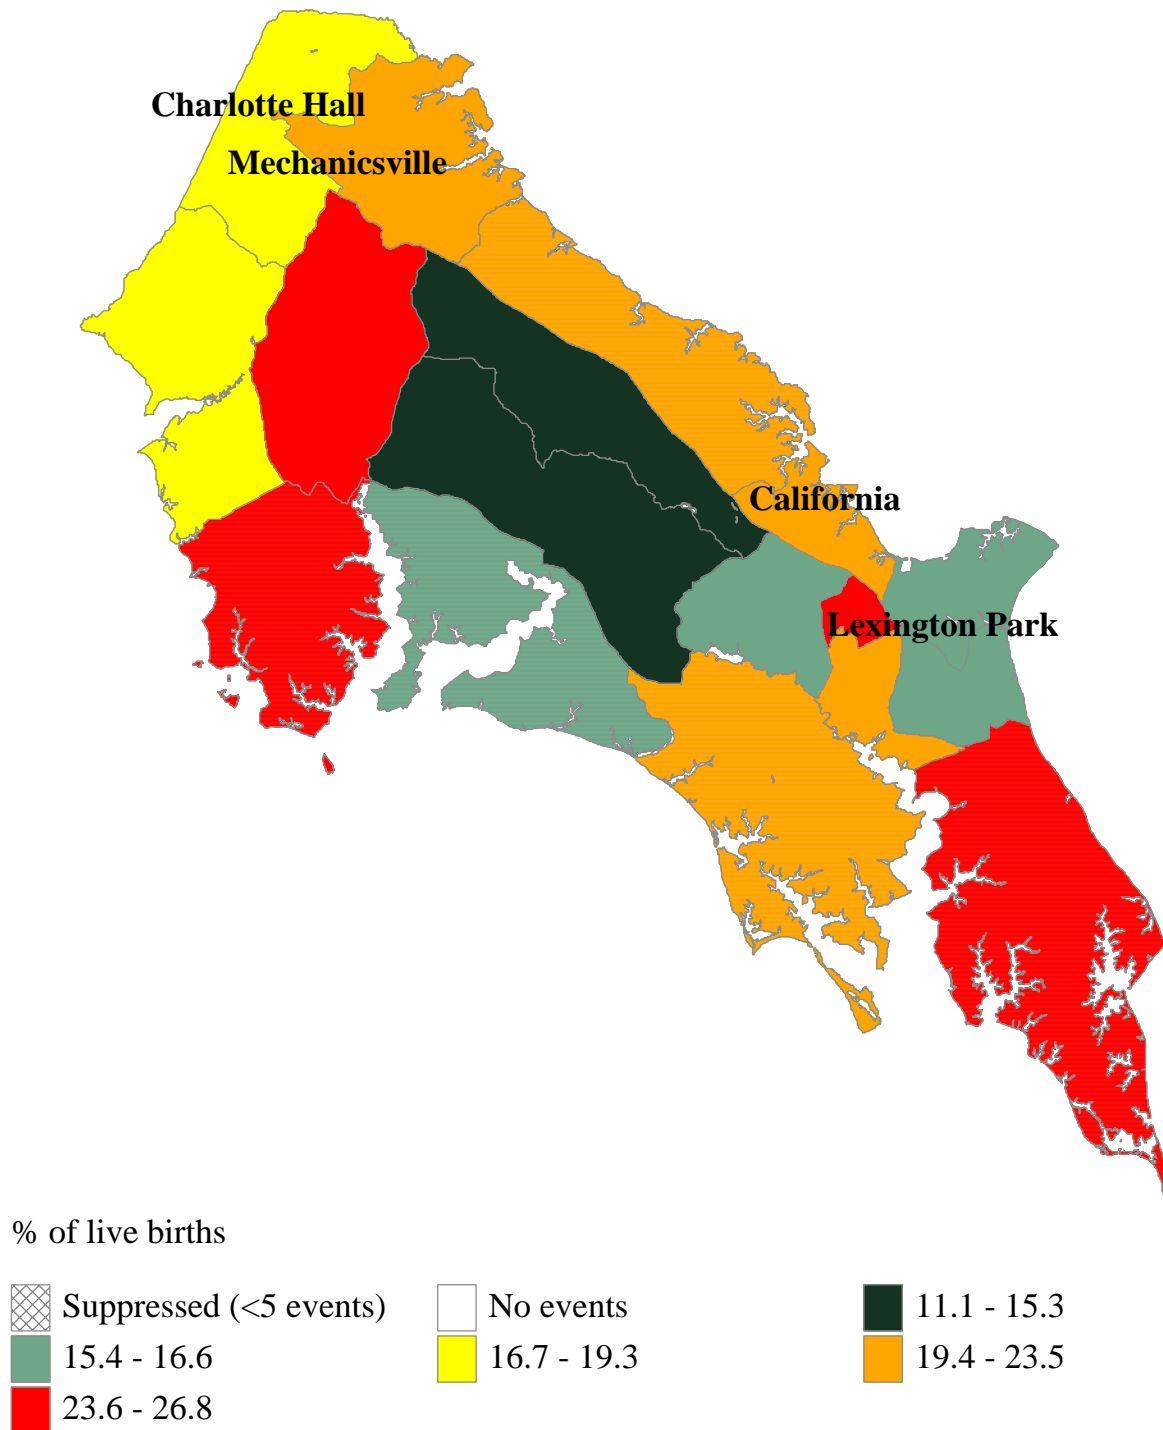 Charlotte Hall
Mechanicsville
California
Lexington Park
% of live births
Suppressed (<5 events)
No events
11.1 - 15.3
15.4 - 16.6
16.7 - 19.3
19.4 - 23.5
23.6 - 26.8